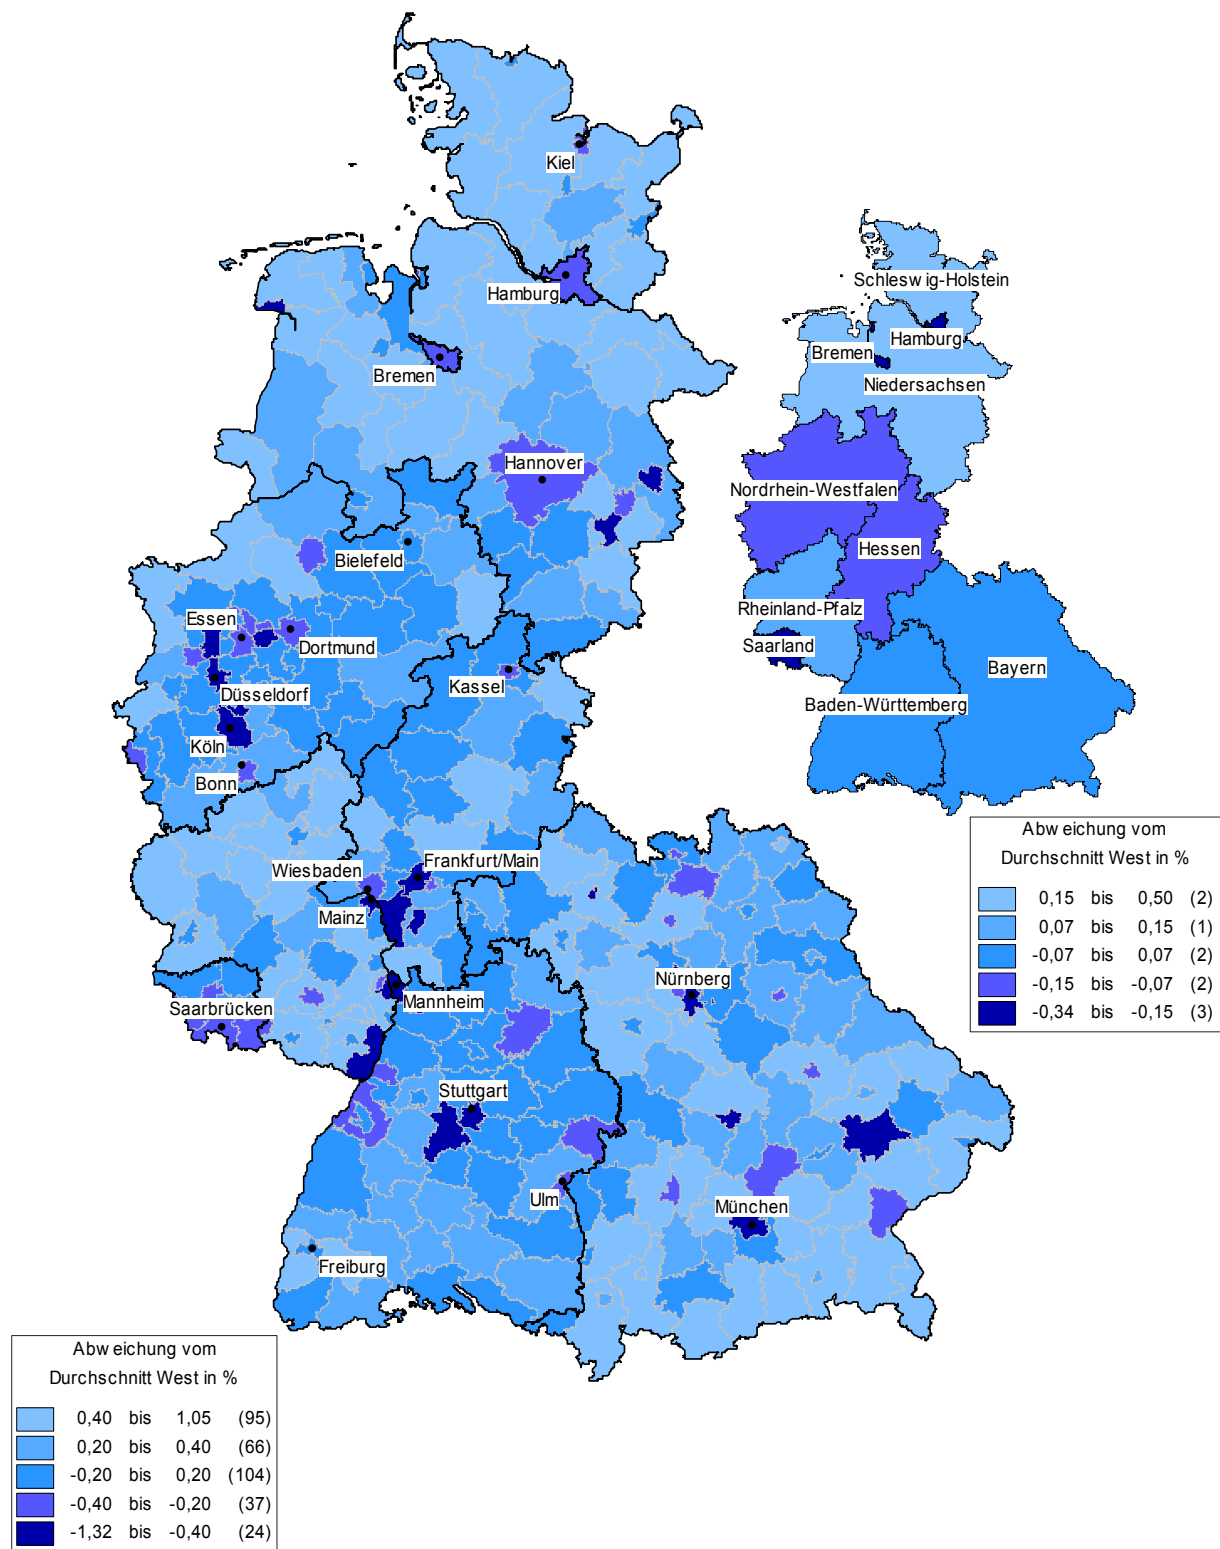 Kiel
Hamburg
Bremen
Hannover
Bielefeld
Essen
Dortmund
Kassel
Düsseldorf
Köln
Bonn
Wiesbaden
Frankfurt/Main
Mainz
Mannheim
Saarbrücken
Nürnberg
Stuttgart
Ulm
München
Freiburg
Schleswig-Holstein
Hamburg
Bremen
Niedersachsen
Nordrhein-Westfalen
Hessen
Rheinland-Pfalz
Saarland
Bayern
Baden-Württemberg
Abweichung vom
Durchschnitt West in %
0,15 bis 0,50 (2)
0,07 bis 0,15 (1)
-0,07 bis 0,07 (2)
-0,15 bis -0,07 (2)
-0,34 bis -0,15 (3)
Abweichung vom
Durchschnitt West in %
0,40 bis 1,05 (95)
0,20 bis 0,40 (66)
-0,20 bis 0,20 (104)
-0,40 bis -0,20 (37)
-1,32 bis -0,40 (24)